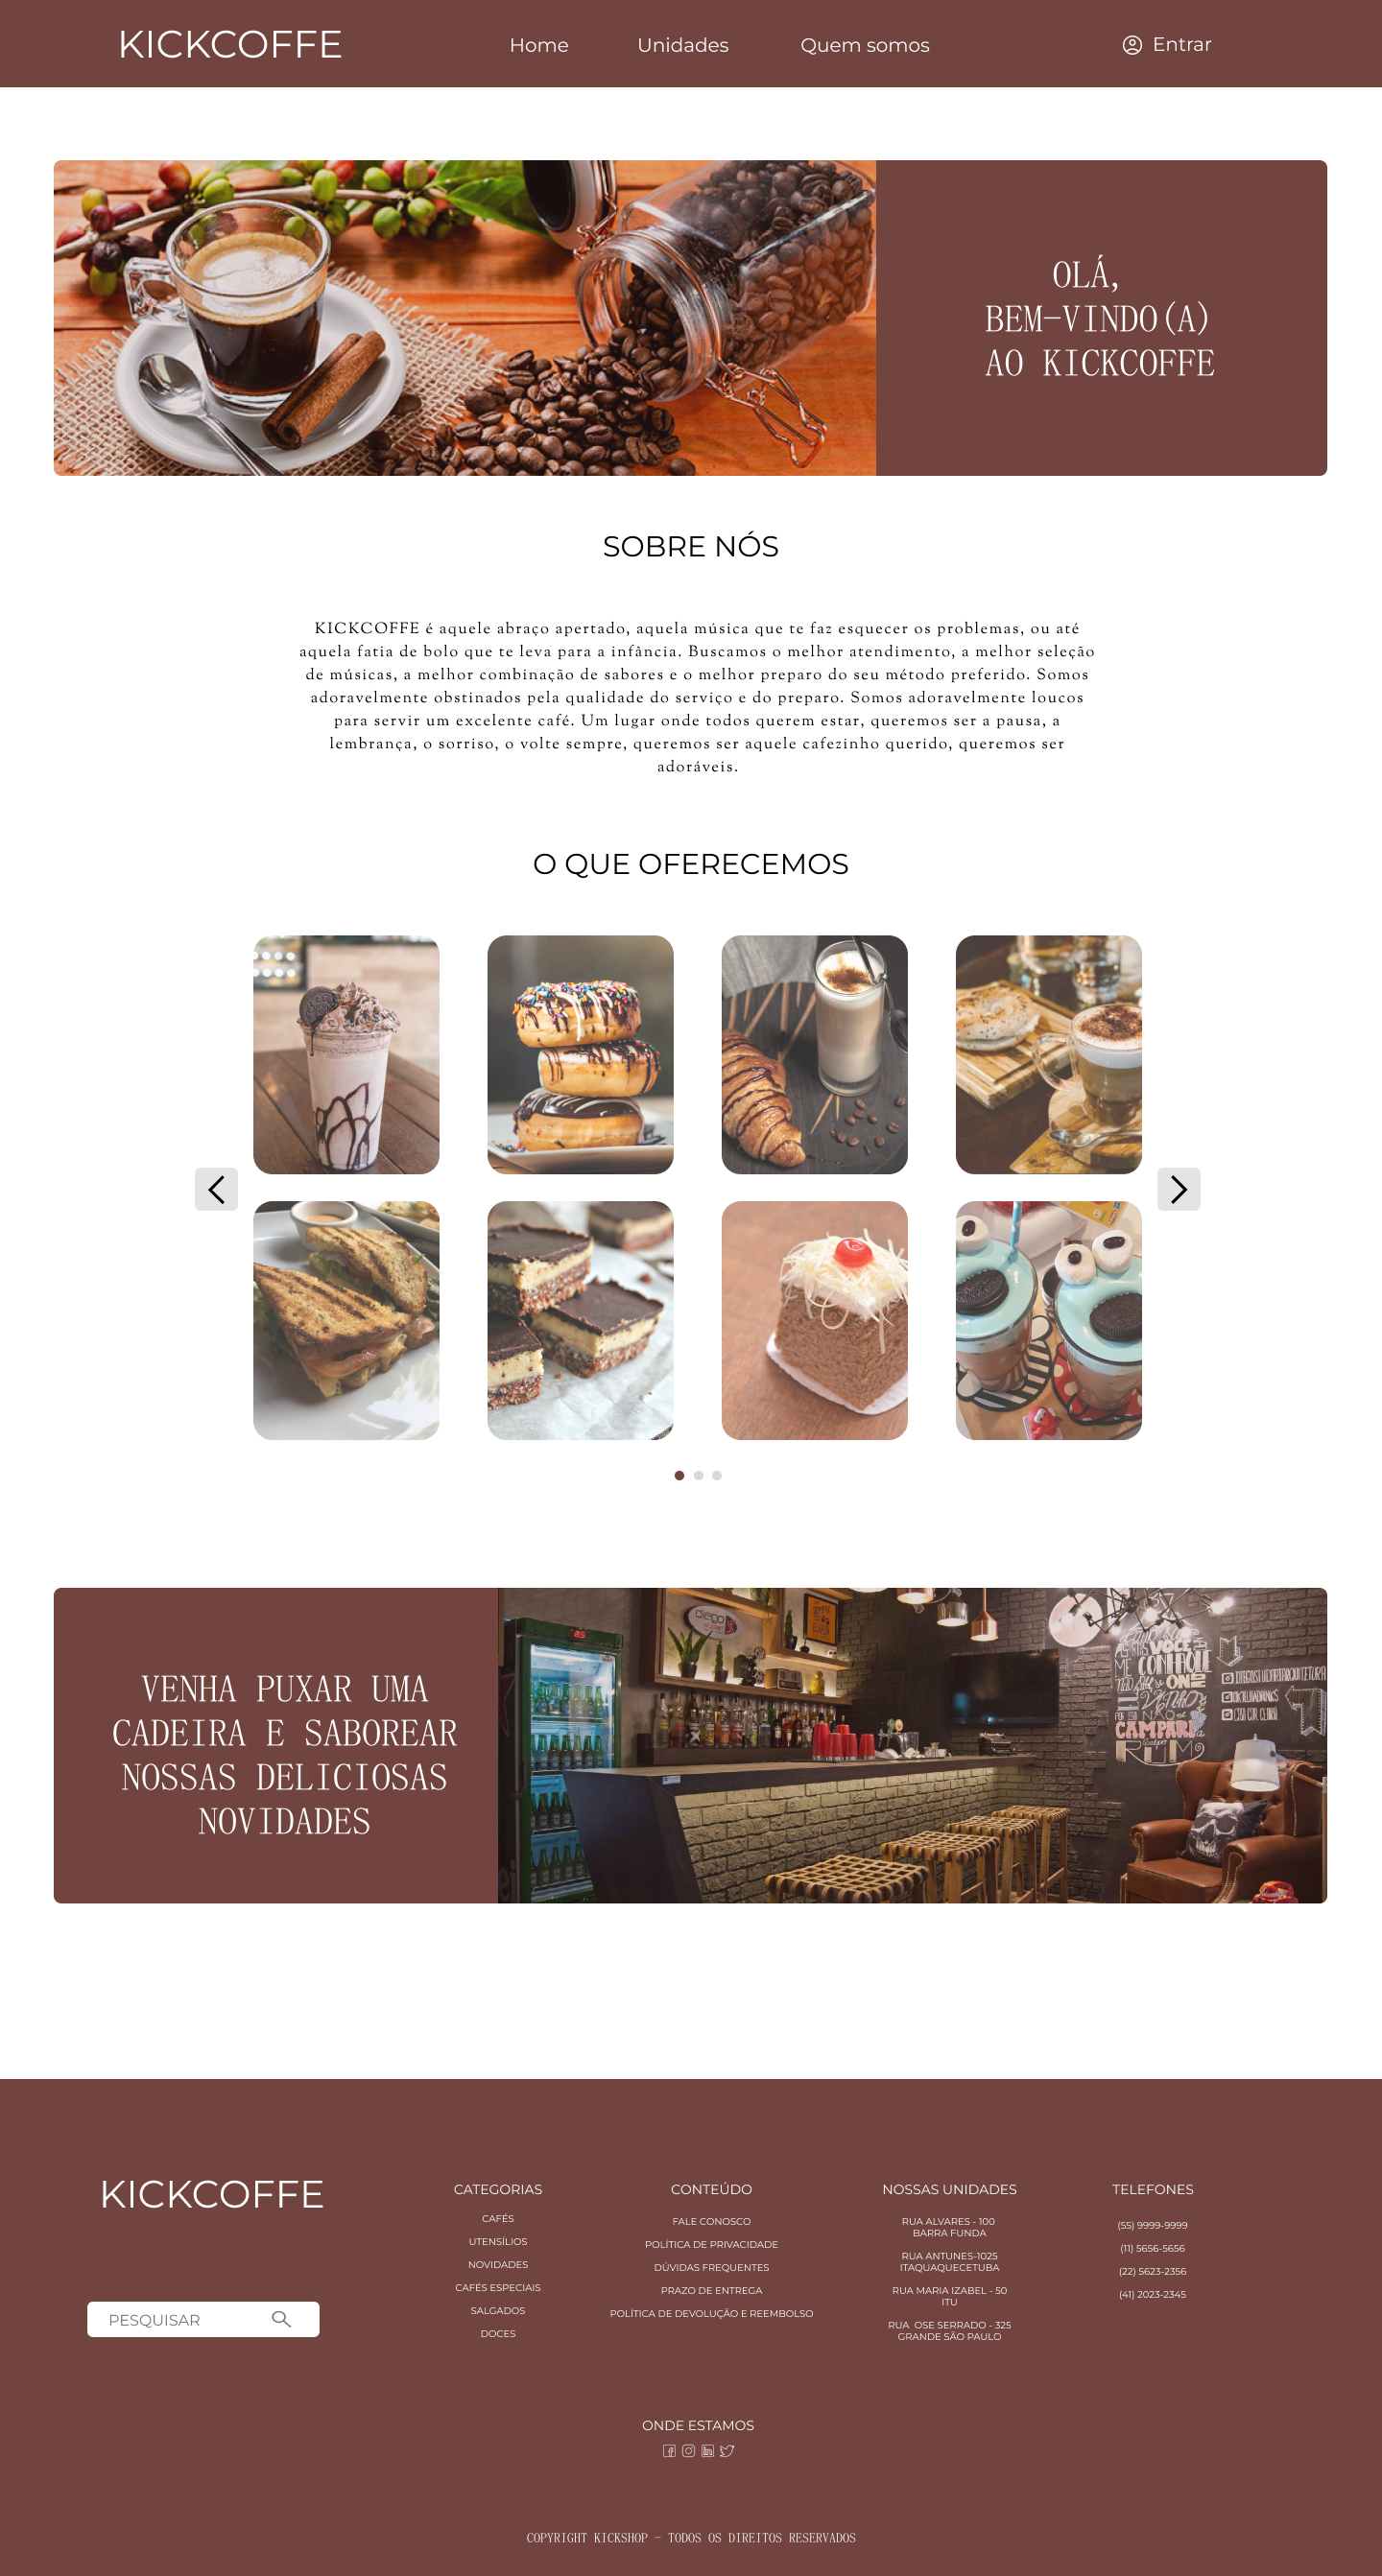 KICKCOFFE
Home
Unidades
Quem somos
Entrar
OLÁ,
BEM-VINDO(A)
AO KICKCOFFE
SOBRE NÓS
KICKCOFFE é aquele abraço apertado, aquela música que te faz esquecer os problemas, ou até
aquela fatia de bolo que te leva para a infância. Buscamos o melhor atendimento, a melhor seleção
de músicas, a melhor combinação de sabores e o melhor preparo do seu método preferido. Somos
adoravelmente obstinados pela qualidade do serviço e do preparo. Somos adoravelmente loucos
para servir um excelente café. Um lugar onde todos querem estar, queremos ser a pausa, a
lembrança, o sorriso, o volte sempre, queremos ser aquele cafezinho querido, queremos ser
adoráveis.
O QUE OFERECEMOS
VENHA PUXAR UMA
CADEIRA E SABOREAR
NOSSAS DELICIOSAS
NOVIDADES
VOCÊ
ME CONTROLE
ONDE
NÃO
CAMPARI
RUM
KICKCOFFE
PESQUISAR
CATEGORIAS
CAFÉS
UTENSÍLIOS
NOVIDADES
CAFÉS ESPECIAIS
SALGADOS
DOCES
CONTEÚDO
FALE CONOSCO
POLÍTICA DE PRIVACIDADE
DÚVIDAS FREQUENTES
PRAZO DE ENTREGA
POLÍTICA DE DEVOLUÇÃO E REEMBOLSO
NOSSAS UNIDADES
RUA ALVARES - 100
BARRA FUNDA
RUA ANTUNES-1025
ITAQUAQUECETUBA
RUA MARIA IZABEL - 50
ITU
RUA  OSE SERRADO - 325
GRANDE SÃO PAULO
TELEFONES
(55) 9999-9999
(11) 5656-5656
(22) 5623-2356
(41) 2023-2345
ONDE ESTAMOS
COPYRIGHT KICKSHOP - TODOS OS DIREITOS RESERVADOS